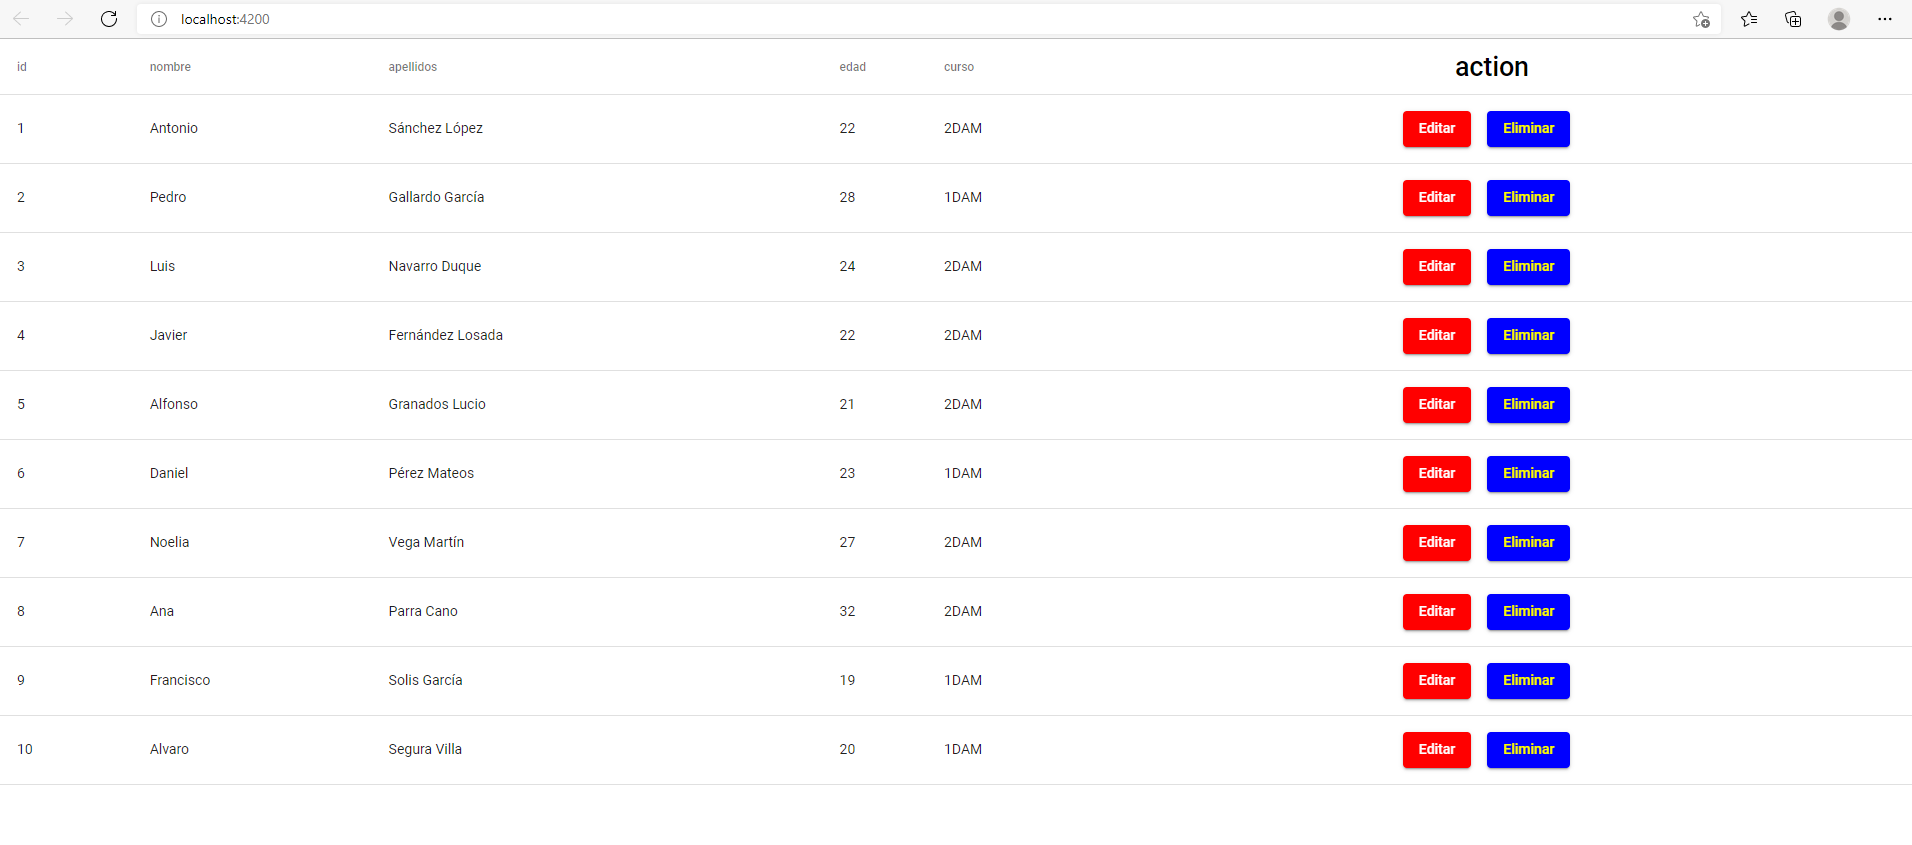 localhost:4200
id nombre apellidos edad curso action
1 Antonio Sánchez López 22 2DAM Editar Eliminar
2 Pedro Gallardo García 28 1DAM Editar Eliminar
3 Luis Navarro Duque 24 2DAM Editar Eliminar
4 Javier Fernández Losada 22 2DAM Editar Eliminar
5 Alfonso Granados Lucio 21 2DAM Editar Eliminar
6 Daniel Pérez Mateos 23 1DAM Editar Eliminar
7 Noelia Vega Martín 27 2DAM Editar Eliminar
8 Ana Parra Cano 32 2DAM Editar Eliminar
9 Francisco Solis García 19 1DAM Editar Eliminar
10 Alvaro Segura Villa 20 1DAM Editar Eliminar